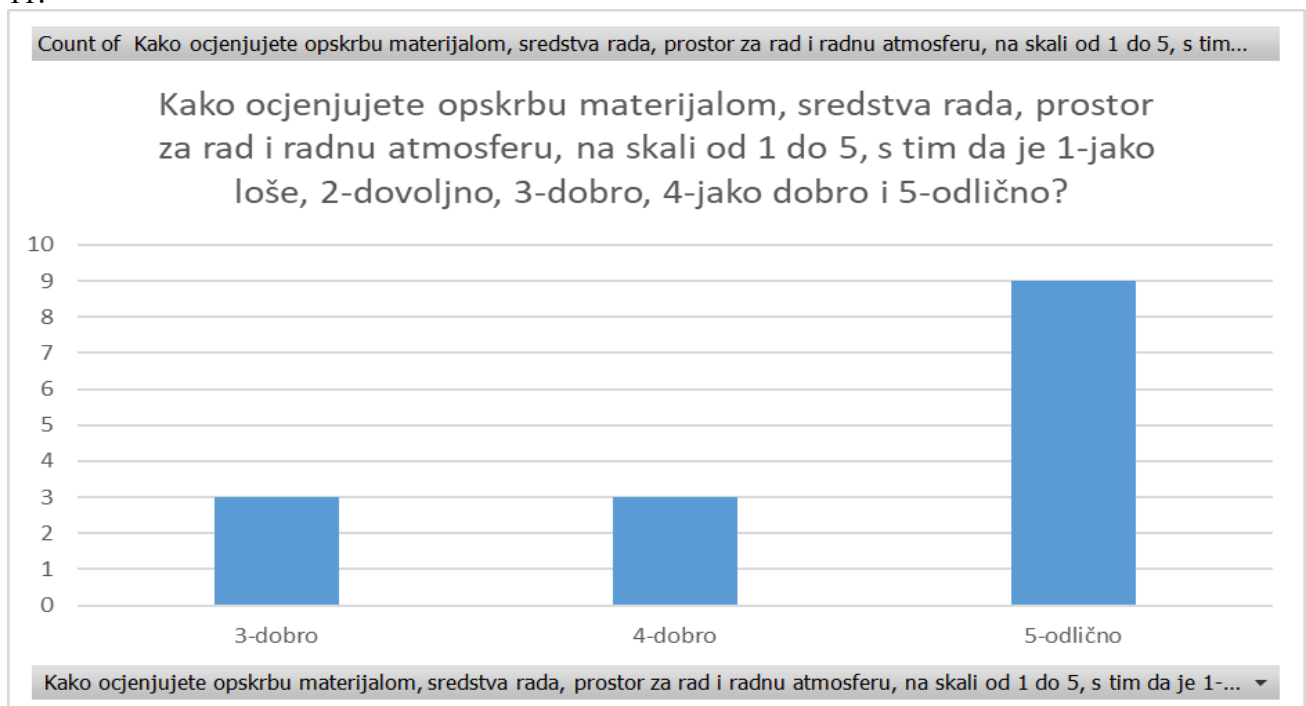 Count of Kako ocjenjujete opskrbu materijalom, sredstva rada, prostor za rad i radnu atmosferu, na skali od 1 do 5, s tim...
Kako ocjenjujete opskrbu materijalom, sredstva rada, prostor
za rad i radnu atmosferu, na skali od 1 do 5, s tim da je 1-jako
loše, 2-dovoljno, 3-dobro, 4-jako dobro i 5-odlično?
10
9
8
7
6
5
4
3
2
1
0
3-dobro 4-dobro 5-odlično
Kako ocjenjujete opskrbu materijalom, sredstva rada, prostor za rad i radnu atmosferu, na skali od 1 do 5, s tim da je 1-...